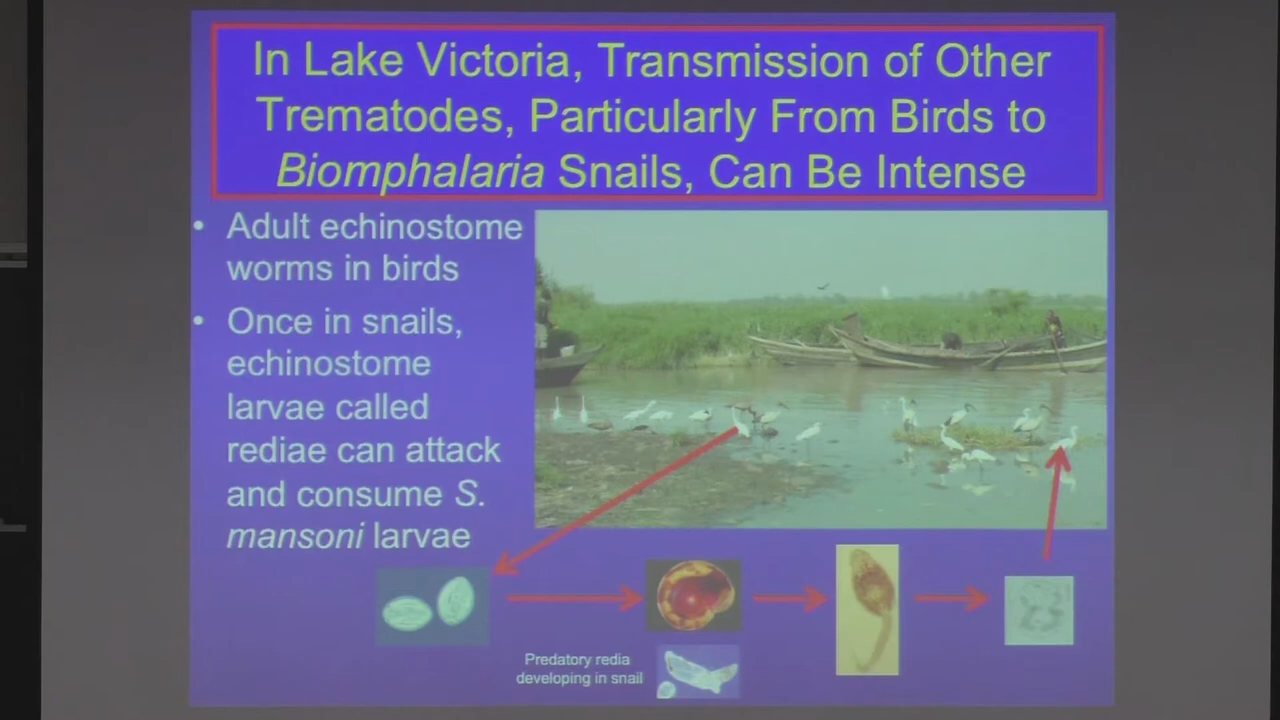 In Lake Victoria, Transmission of Other
Trematodes, Particularly From Birds to
Biomphalaria Snails, Can Be Intense
• Adult echinostome
worms in birds
• Once in snails,
echinostome
larvae called
rediae can attack
and consume S.
mansoni larvae
Predatory redia
developing in snail